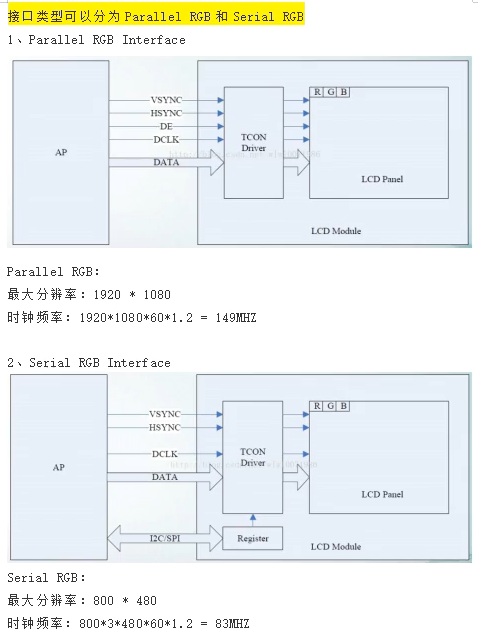 接口类型可以分为 Parallel RGB 和 Serial RGB
1、Parallel RGB Interface
AP
VSYNC
HSYNC
DE
DCLK
DATA
TCON
Driver
R G B
LCD Panel
LCD Module
Parallel RGB：
最大分辨率：1920 * 1080
时钟频率：1920*1080*60*1.2 = 149MHZ
2、Serial RGB Interface
AP
VSYNC
HSYNC
DCLK
DATA
I2C/SPI
TCON
Driver
Register
R G B
LCD Panel
LCD Module
Serial RGB：
最大分辨率：800 * 480
时钟频率：800*3*480*60*1.2 = 83MHZ